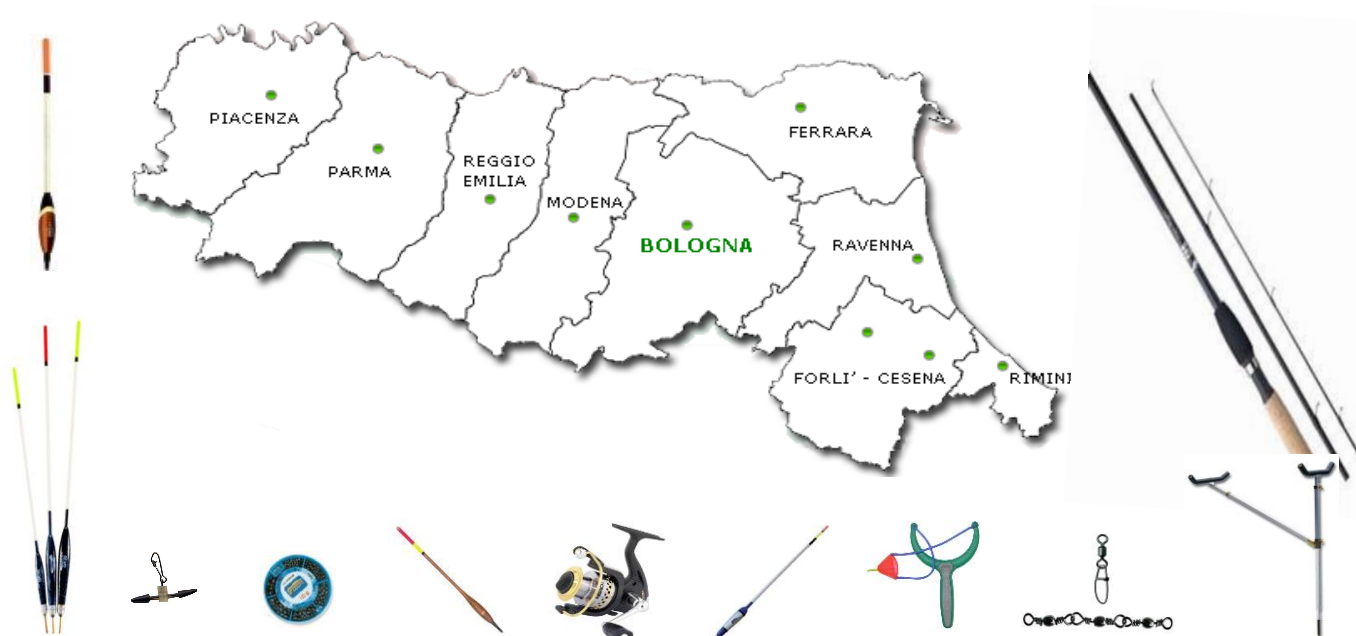 PIACENZA
PARMA
REGGIO
EMILIA
MODENA
BOLOGNA
FERRARA
RAVENNA
FORLI' - CESENA
RIMINI